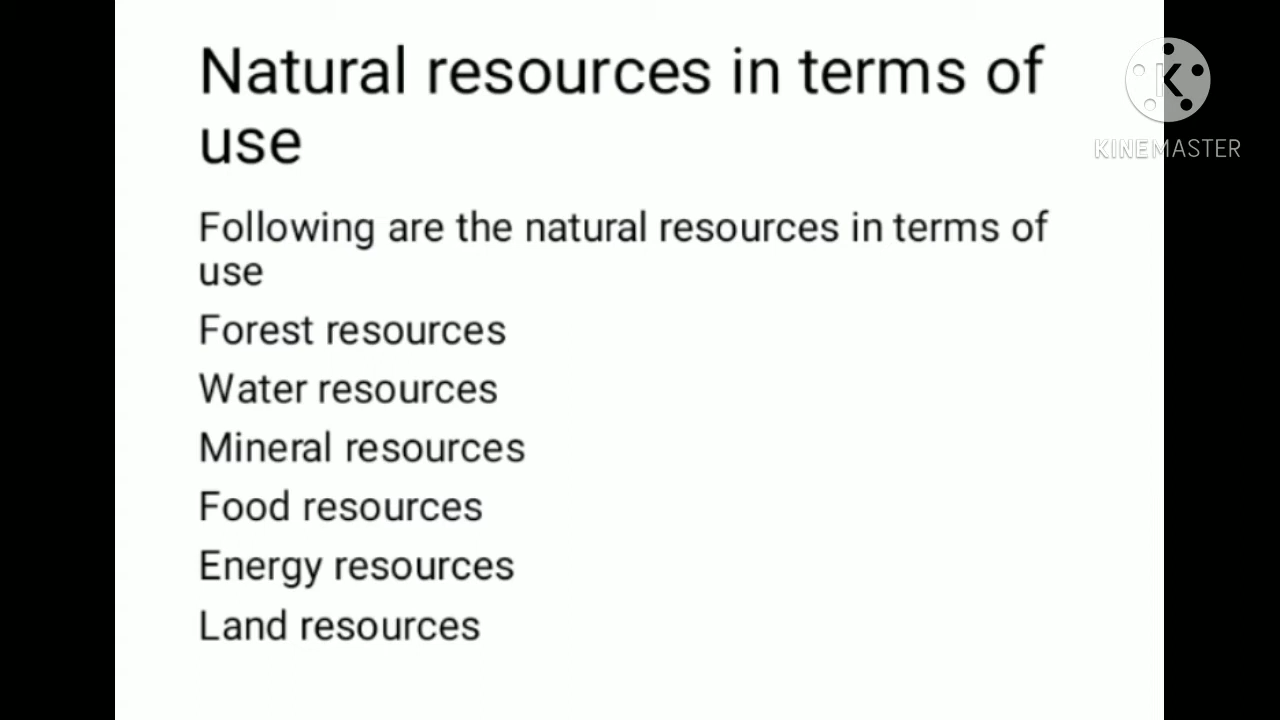 Natural resources in terms of
use
Following are the natural resources in terms of
use
Forest resources
Water resources
Mineral resources
Food resources
Energy resources
Land resources
K
KINEMASTER